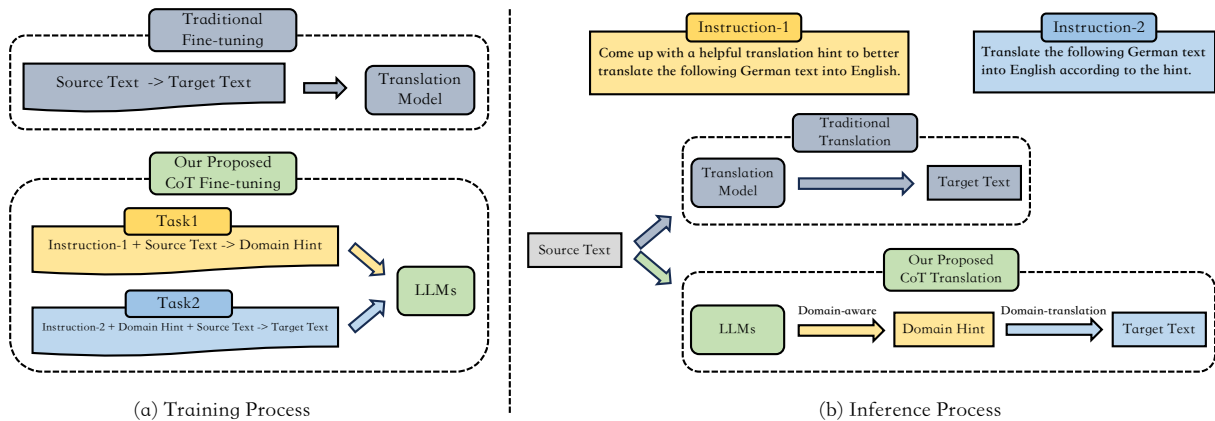 Traditional
Fine-tuning
Source Text -> Target Text
Translation
Model
Our Proposed
CoT Fine-tuning
Task1
Instruction-1 + Source Text -> Domain Hint
Task2
Instruction-2 + Domain Hint + Source Text -> Target Text
LLMs
(a) Training Process
Instruction-1
Come up with a helpful translation hint to better
translate the following German text into English.
Instruction-2
Translate the following German text
into English according to the hint.
Traditional
Translation
Translation
Model
Target Text
Source Text
Our Proposed
CoT Translation
LLMs
Domain-aware
Domain Hint
Domain-translation
Target Text
(b) Inference Process